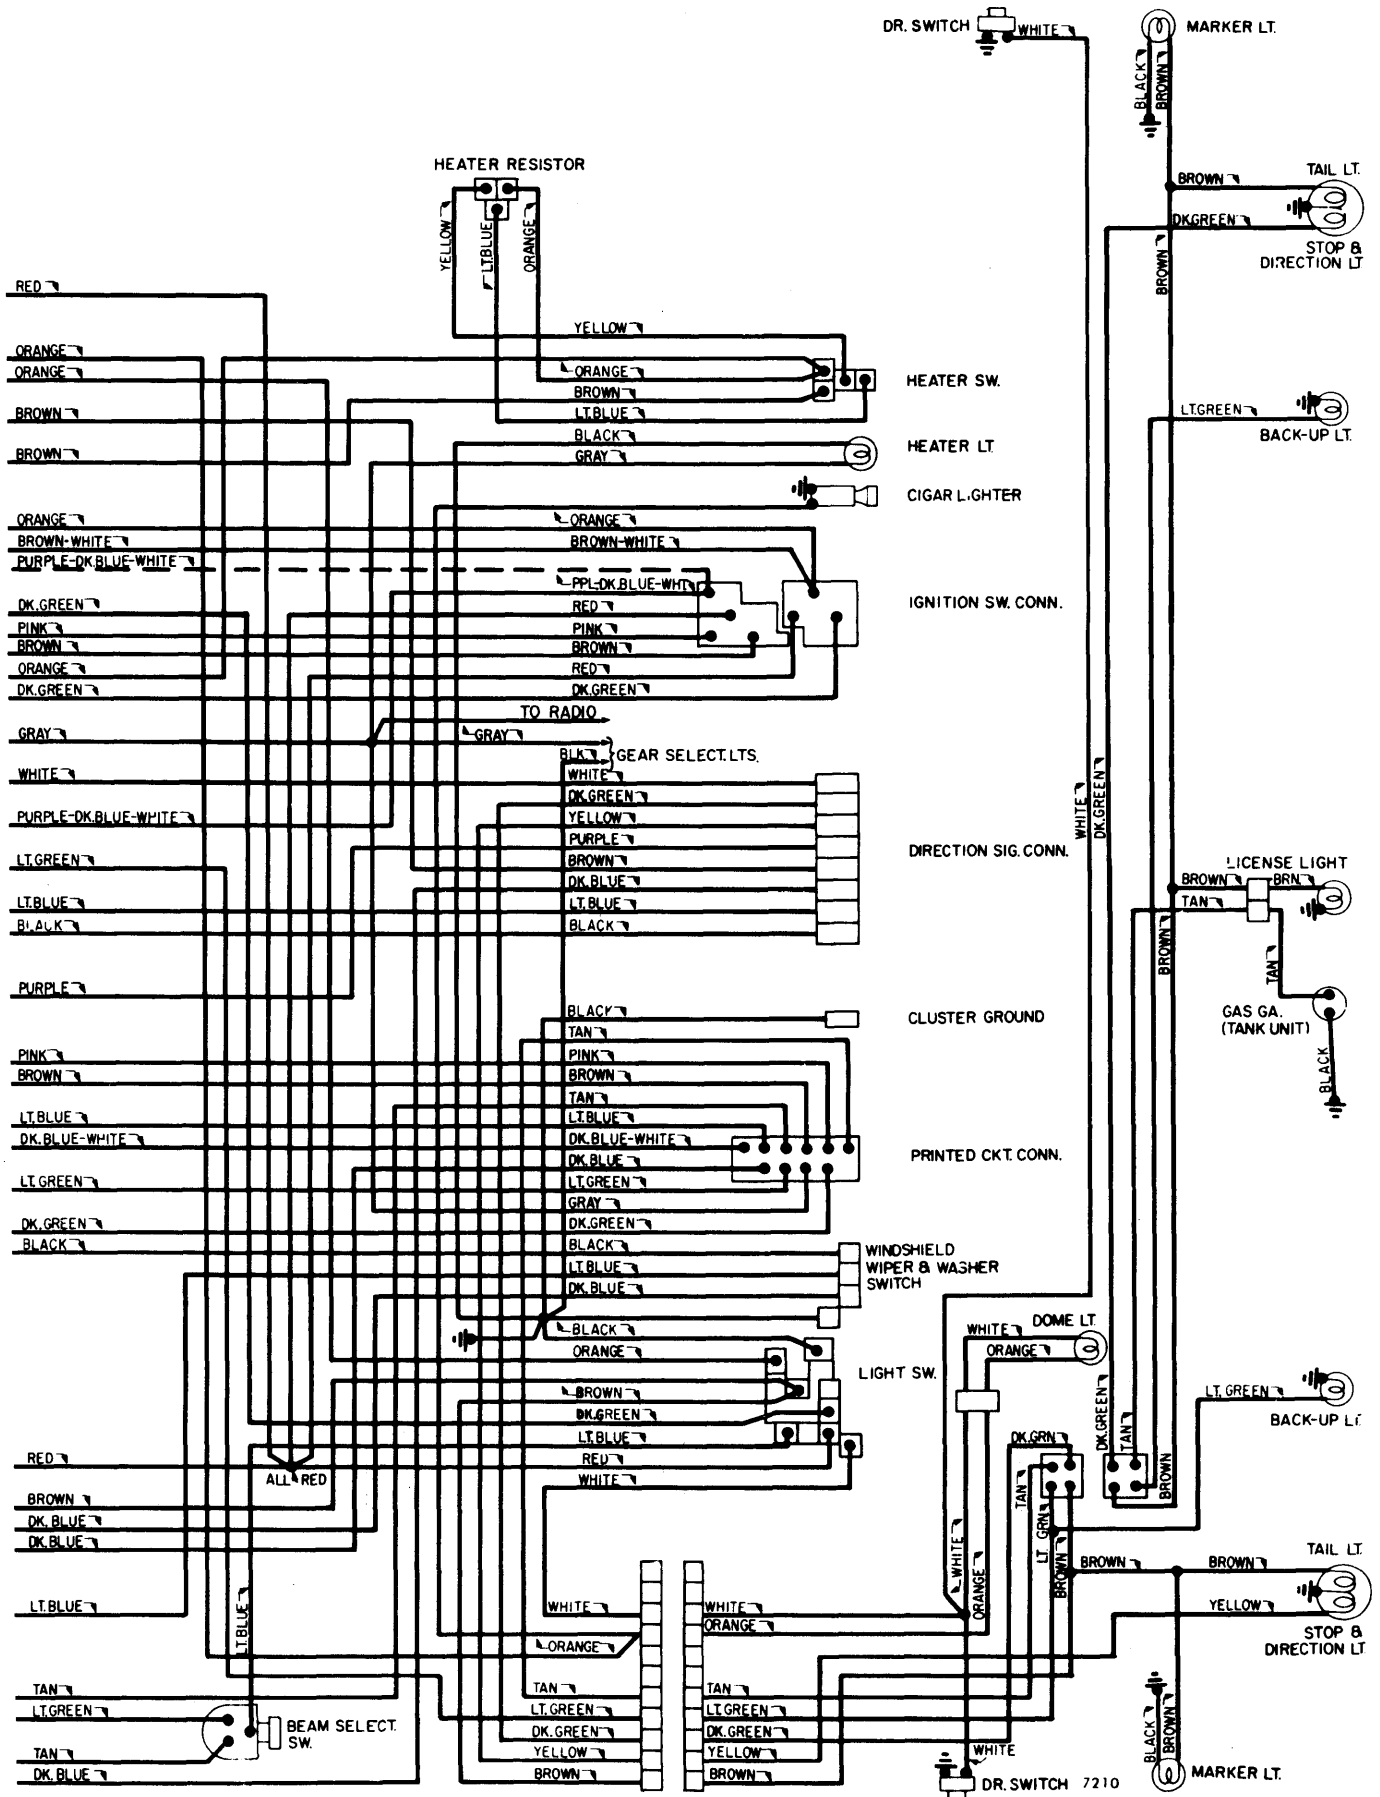 DR. SWITCH
WHITE
MARKER LT.
BLACK
BROWN
HEATER RESISTOR
YELLOW
LT.BLUE
ORANGE
BROWN
TAIL LT.
DK.GREEN
STOP &
DIRECTION LT
BROWN
RED
YELLOW
ORANGE
ORANGE
ORANGE
HEATER SW.
BROWN
BROWN
LT.BLUE
LT.GREEN
BACK-UP LT.
BLACK
HEATER LT.
BROWN
GRAY
CIGAR LIGHTER
ORANGE
ORANGE
BROWN-WHITE
BROWN-WHITE
PURPLE-DK.BLUE-WHITE
PPL-DK.BLUE-WHT
DK.GREEN
RED
IGNITION SW. CONN.
PINK
PINK
BROWN
BROWN
ORANGE
RED
DK.GREEN
DK.GREEN
TO RADIO
GRAY
GRAY
BLK
GEAR SELECT. LTS.
WHITE
WHITE
DK.GREEN
WHITE
DK.GREEN
PURPLE-DK.BLUE-WHITE
YELLOW
PURPLE
DIRECTION SIG. CONN.
LT.GREEN
BROWN
DK.BLUE
LICENSE LIGHT
BROWN
BRN.
LT.BLUE
LT.BLUE
TAN
BLACK
BLACK
BROWN
TAN
PURPLE
BLACK
CLUSTER GROUND
GAS GA.
(TANK UNIT)
TAN
BLACK
PINK
PINK
BROWN
BROWN
TAN
LT.BLUE
LT.BLUE
DK.BLUE-WHITE
DK.BLUE-WHITE
PRINTED CKT. CONN.
DK.BLUE
LT.GREEN
LT.GREEN
GRAY
DK.GREEN
DK.GREEN
BLACK
BLACK
WINDSHIELD
WIPER & WASHER
SWITCH
LT.BLUE
DK.BLUE
BLACK
WHITE
DOME LT.
ORANGE
ORANGE
LIGHT SW.
BROWN
LT. GREEN
BACK-UP LT.
DK.GREEN
DK.GREEN
TAN
LT.BLUE
DK.GRN
RED
RED
ALL RED
WHITE
TAN
BROWN
BROWN
DK. BLUE
DK.BLUE
LT. GRN
BROWN
WHITE
ORANGE
BROWN
BROWN
TAIL LT.
LT.BLUE
LT.BLUE
WHITE
WHITE
YELLOW
ORANGE
ORANGE
STOP &
DIRECTION LT
TAN
TAN
TAN
LT.GREEN
LT.GREEN
LT.GREEN
BEAM SELECT.
SW.
DK.GREEN
DK.GREEN
TAN
YELLOW
YELLOW
WHITE
BLACK
BROWN
DK. BLUE
BROWN
BROWN
DR. SWITCH 7210
MARKER LT.